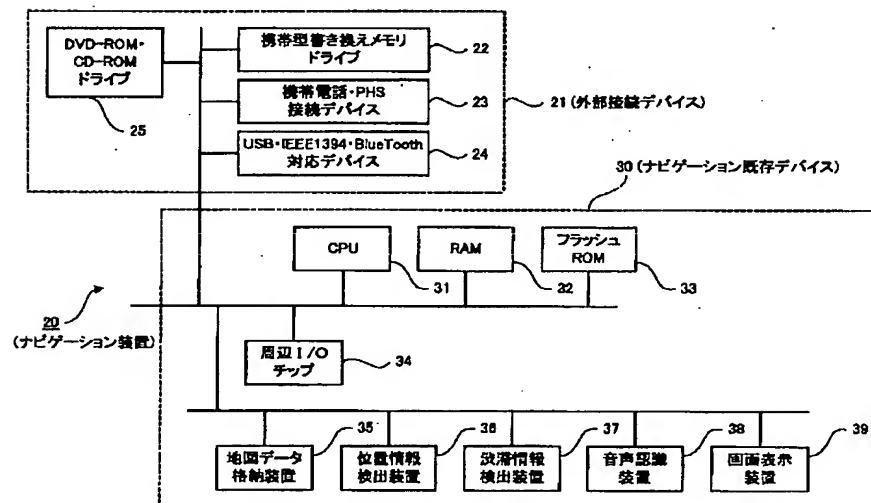 DVD-ROM・
CD-ROM
ドライブ
25
携帯型書き換えメモリ
ドライブ
22
携帯電話・PHS
接続デバイス
23
USB・IEEE1394・BlueTooth
対応デバイス
24
21(外部接続デバイス)
30(ナビゲーション既存デバイス)
CPU
31
RAM
32
フラッシュ
ROM
33
20
(ナビゲーション装置)
周辺I/O
チップ
34
地図データ
格納装置
35
位置情報
検出装置
36
渋滞情報
検出装置
37
音声認識
装置
38
画面表示
装置
39